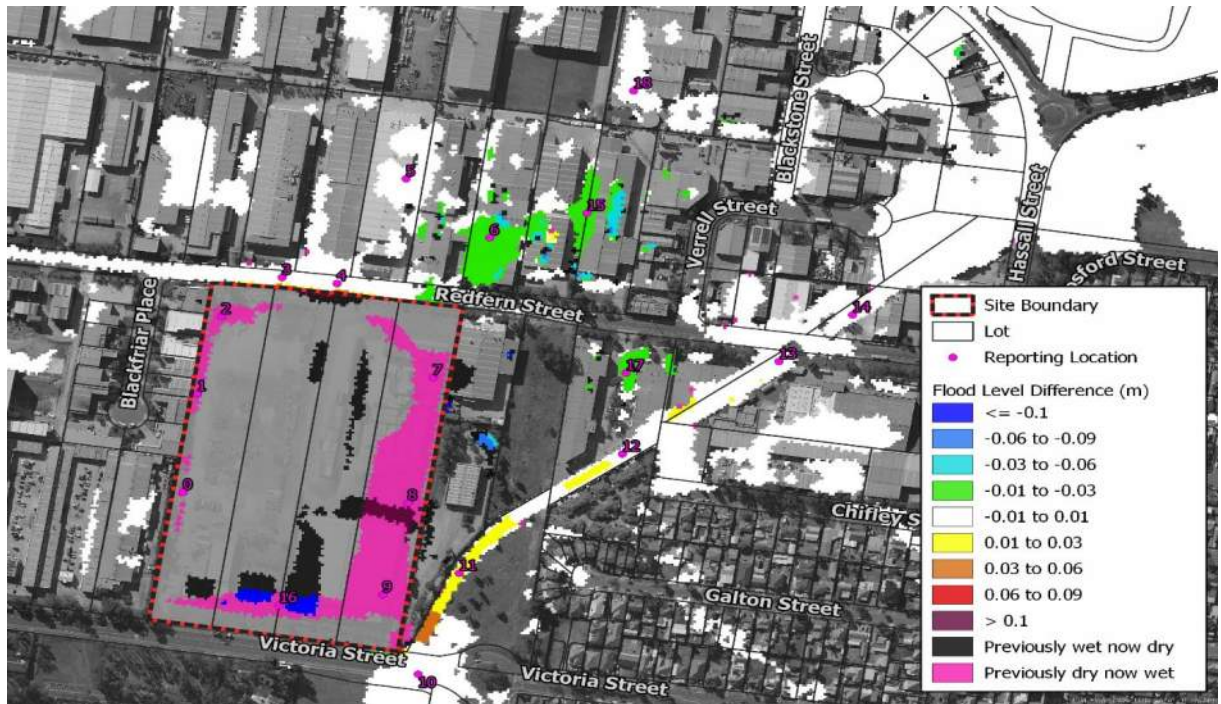 18
Blackstone Street
5
15
Verrell Street
Hassall Street
6
3
4
Redfern Street
2
Blackfriar Place
1
7
17
13
14
12
0
8
Chifley S
11
9
16
Galton Street
Victoria Street
10
Victoria Street
sford Street
Site Boundary
Lot
Reporting Location
Flood Level Difference (m)
<= -0.1
-0.06 to -0.09
-0.03 to -0.06
-0.01 to -0.03
-0.01 to 0.01
0.01 to 0.03
0.03 to 0.06
0.06 to 0.09
> 0.1
Previously wet now dry
Previously dry now wet